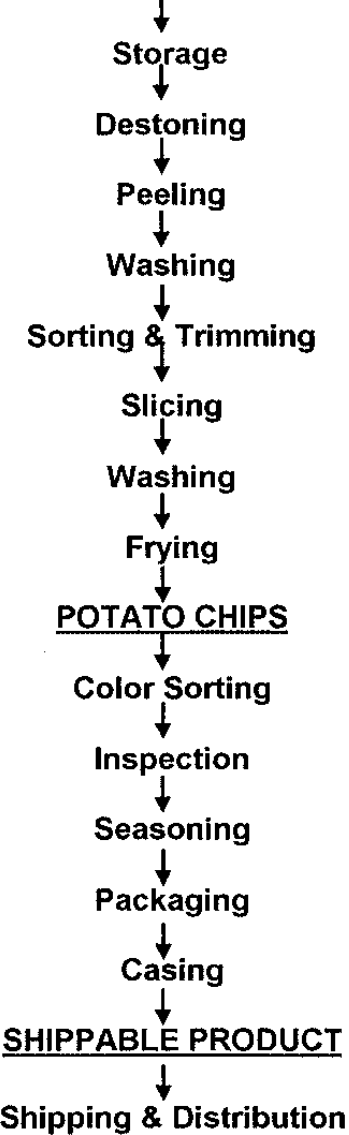 Storage
Destoning
Peeling
Washing
Sorting & Trimming
Slicing
Washing
Frying
POTATO CHIPS
Color Sorting
Inspection
Seasoning
Packaging
Casing
SHIPPABLE PRODUCT
Shipping & Distribution